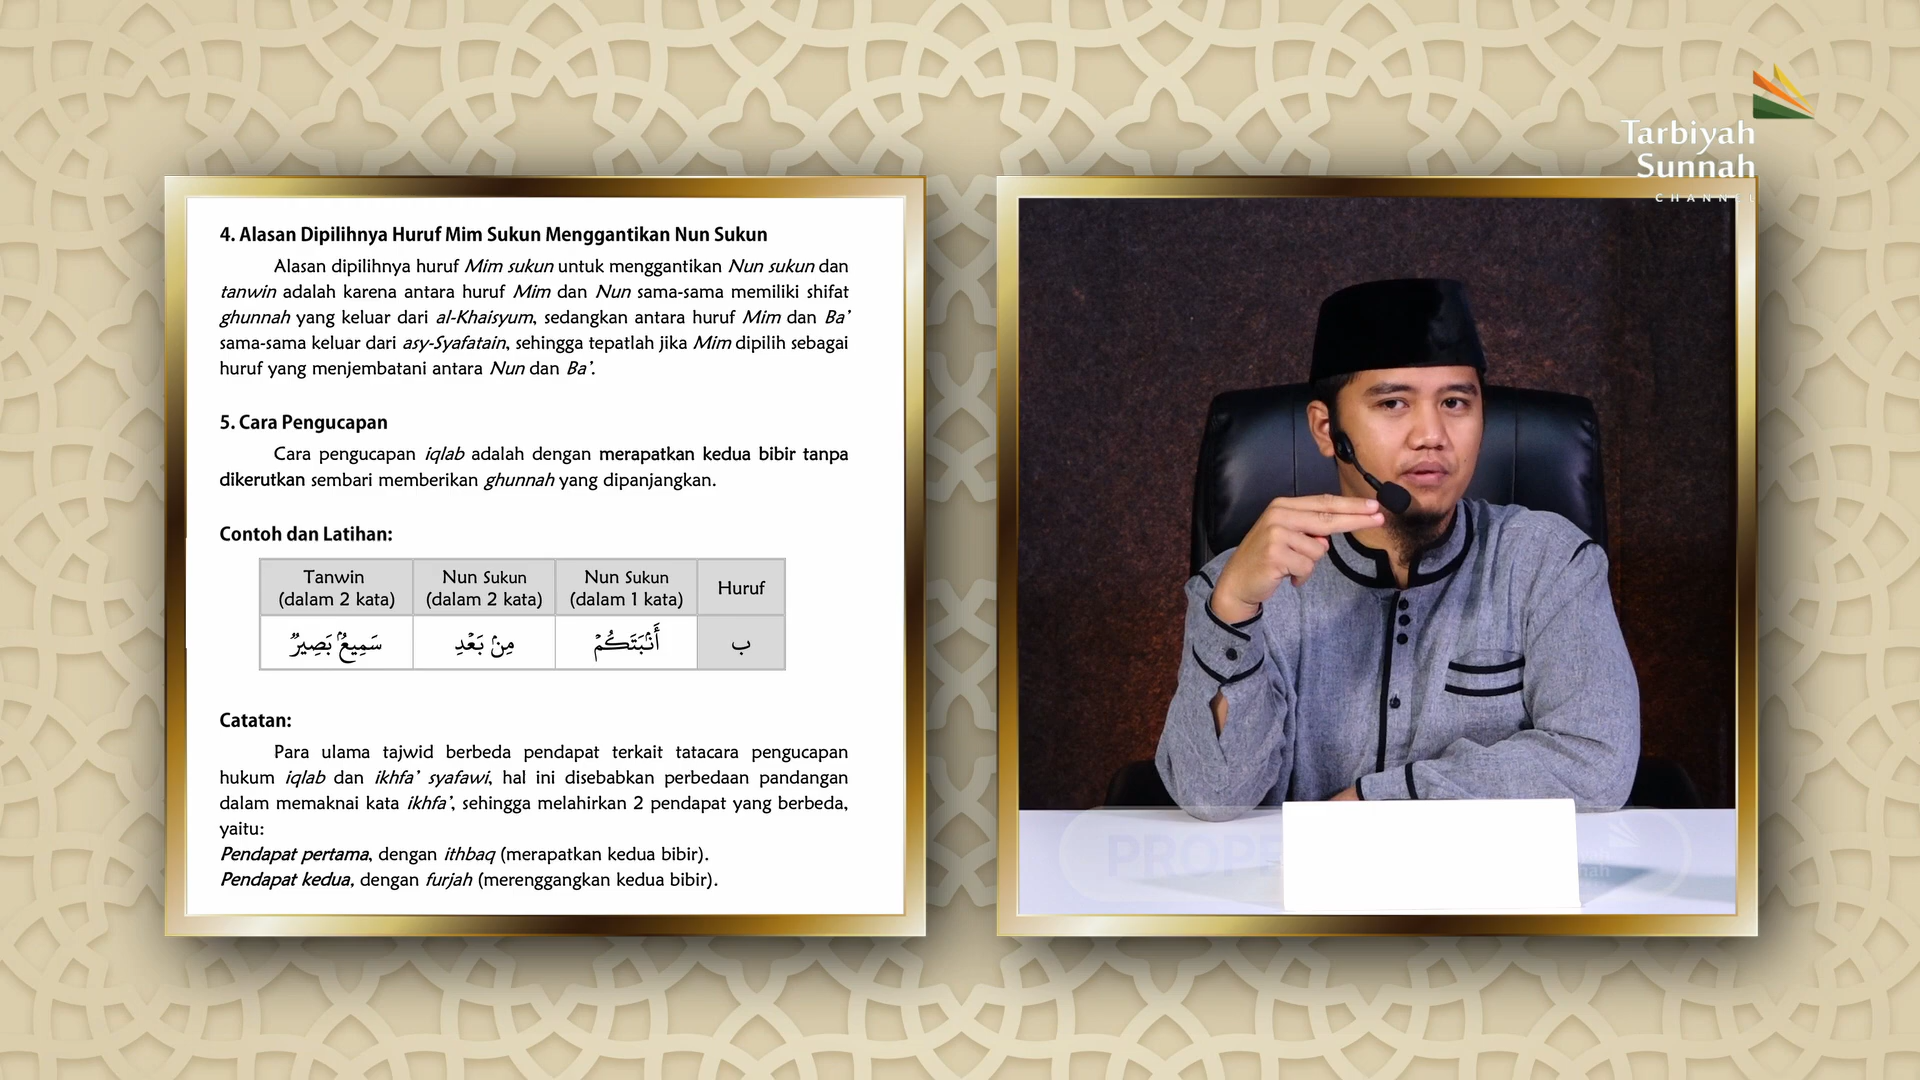 4. Alasan Dipilihnya Huruf Mim Sukun Menggantikan Nun Sukun
Alasan dipilihnya huruf Mim sukun untuk menggantikan Nun sukun dan
tanwin adalah karena antara huruf Mim dan Nun sama-sama memiliki shifat
ghunnah yang keluar dari al-Khaisyum, sedangkan antara huruf Mim dan Ba’
sama-sama keluar dari asy-Syafatain, sehingga tepatlah jika Mim dipilih sebagai
huruf yang menjembatani antara Nun dan Ba’.
5. Cara Pengucapan
Cara pengucapan iqlab adalah dengan merapatkan kedua bibir tanpa
dikerutkan sembari memberikan ghunnah yang dipanjangkan.
Contoh dan Latihan:
Tanwin
(dalam 2 kata)
Nun Sukun
(dalam 2 kata)
Nun Sukun
(dalam 1 kata)
Huruf
سَمِيعُۢ بَصِيرٌ
مِنۢ بَعْدِ
أَنۢبَتَكُمْ
ب
Catatan:
Para ulama tajwid berbeda pendapat terkait tatacara pengucapan
hukum iqlab dan ikhfa’ syafawi, hal ini disebabkan perbedaan pandangan
dalam memaknai kata ikhfa’, sehingga melahirkan 2 pendapat yang berbeda,
yaitu:
Pendapat pertama, dengan ithbaq (merapatkan kedua bibir).
Pendapat kedua, dengan furjah (merenggangkan kedua bibir).
Tarbiyah
Sunnah
CHANNEL
PROPE